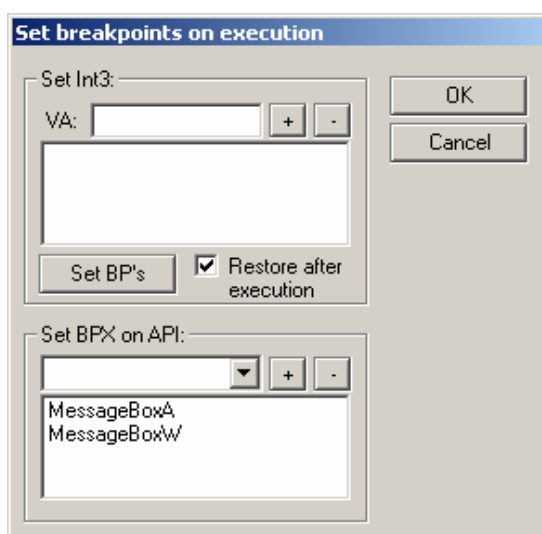 Set breakpoints on execution
Set Int3:
OK
VA:
+
-
Cancel
Set BP's
Restore after
execution
Set BPX on API:
+
-
MessageBoxA
MessageBoxW